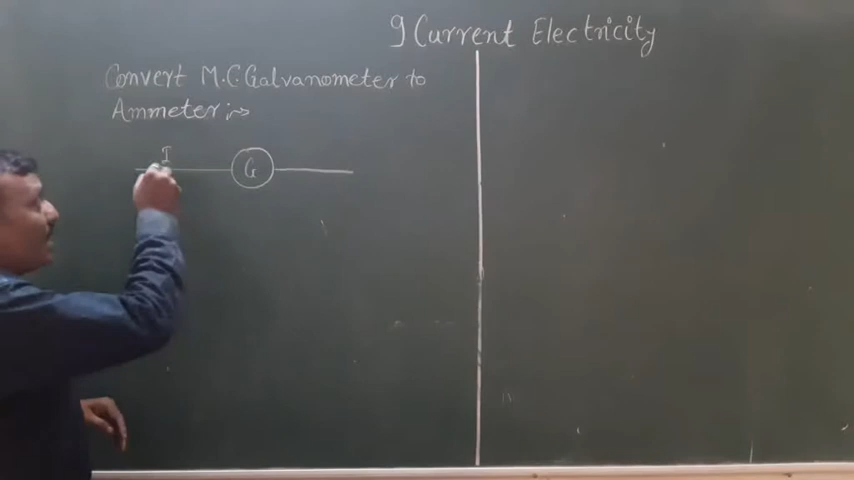 9 Current Electricity
Convert M.C Galvanometer to
Ammeter :->
I
G